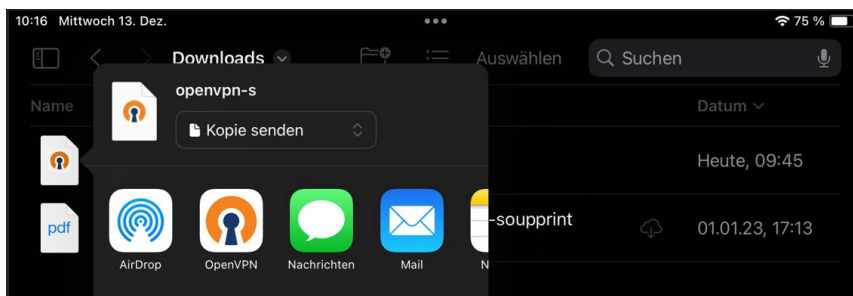 10:16 Mittwoch 13. Dez.
75 %
Downloads
Auswählen
Suchen
Name
Datum
openvpn-s
Kopie senden
Heute, 09:45
pdf
-soupprint
01.01.23, 17:13
AirDrop
OpenVPN
Nachrichten
Mail
N